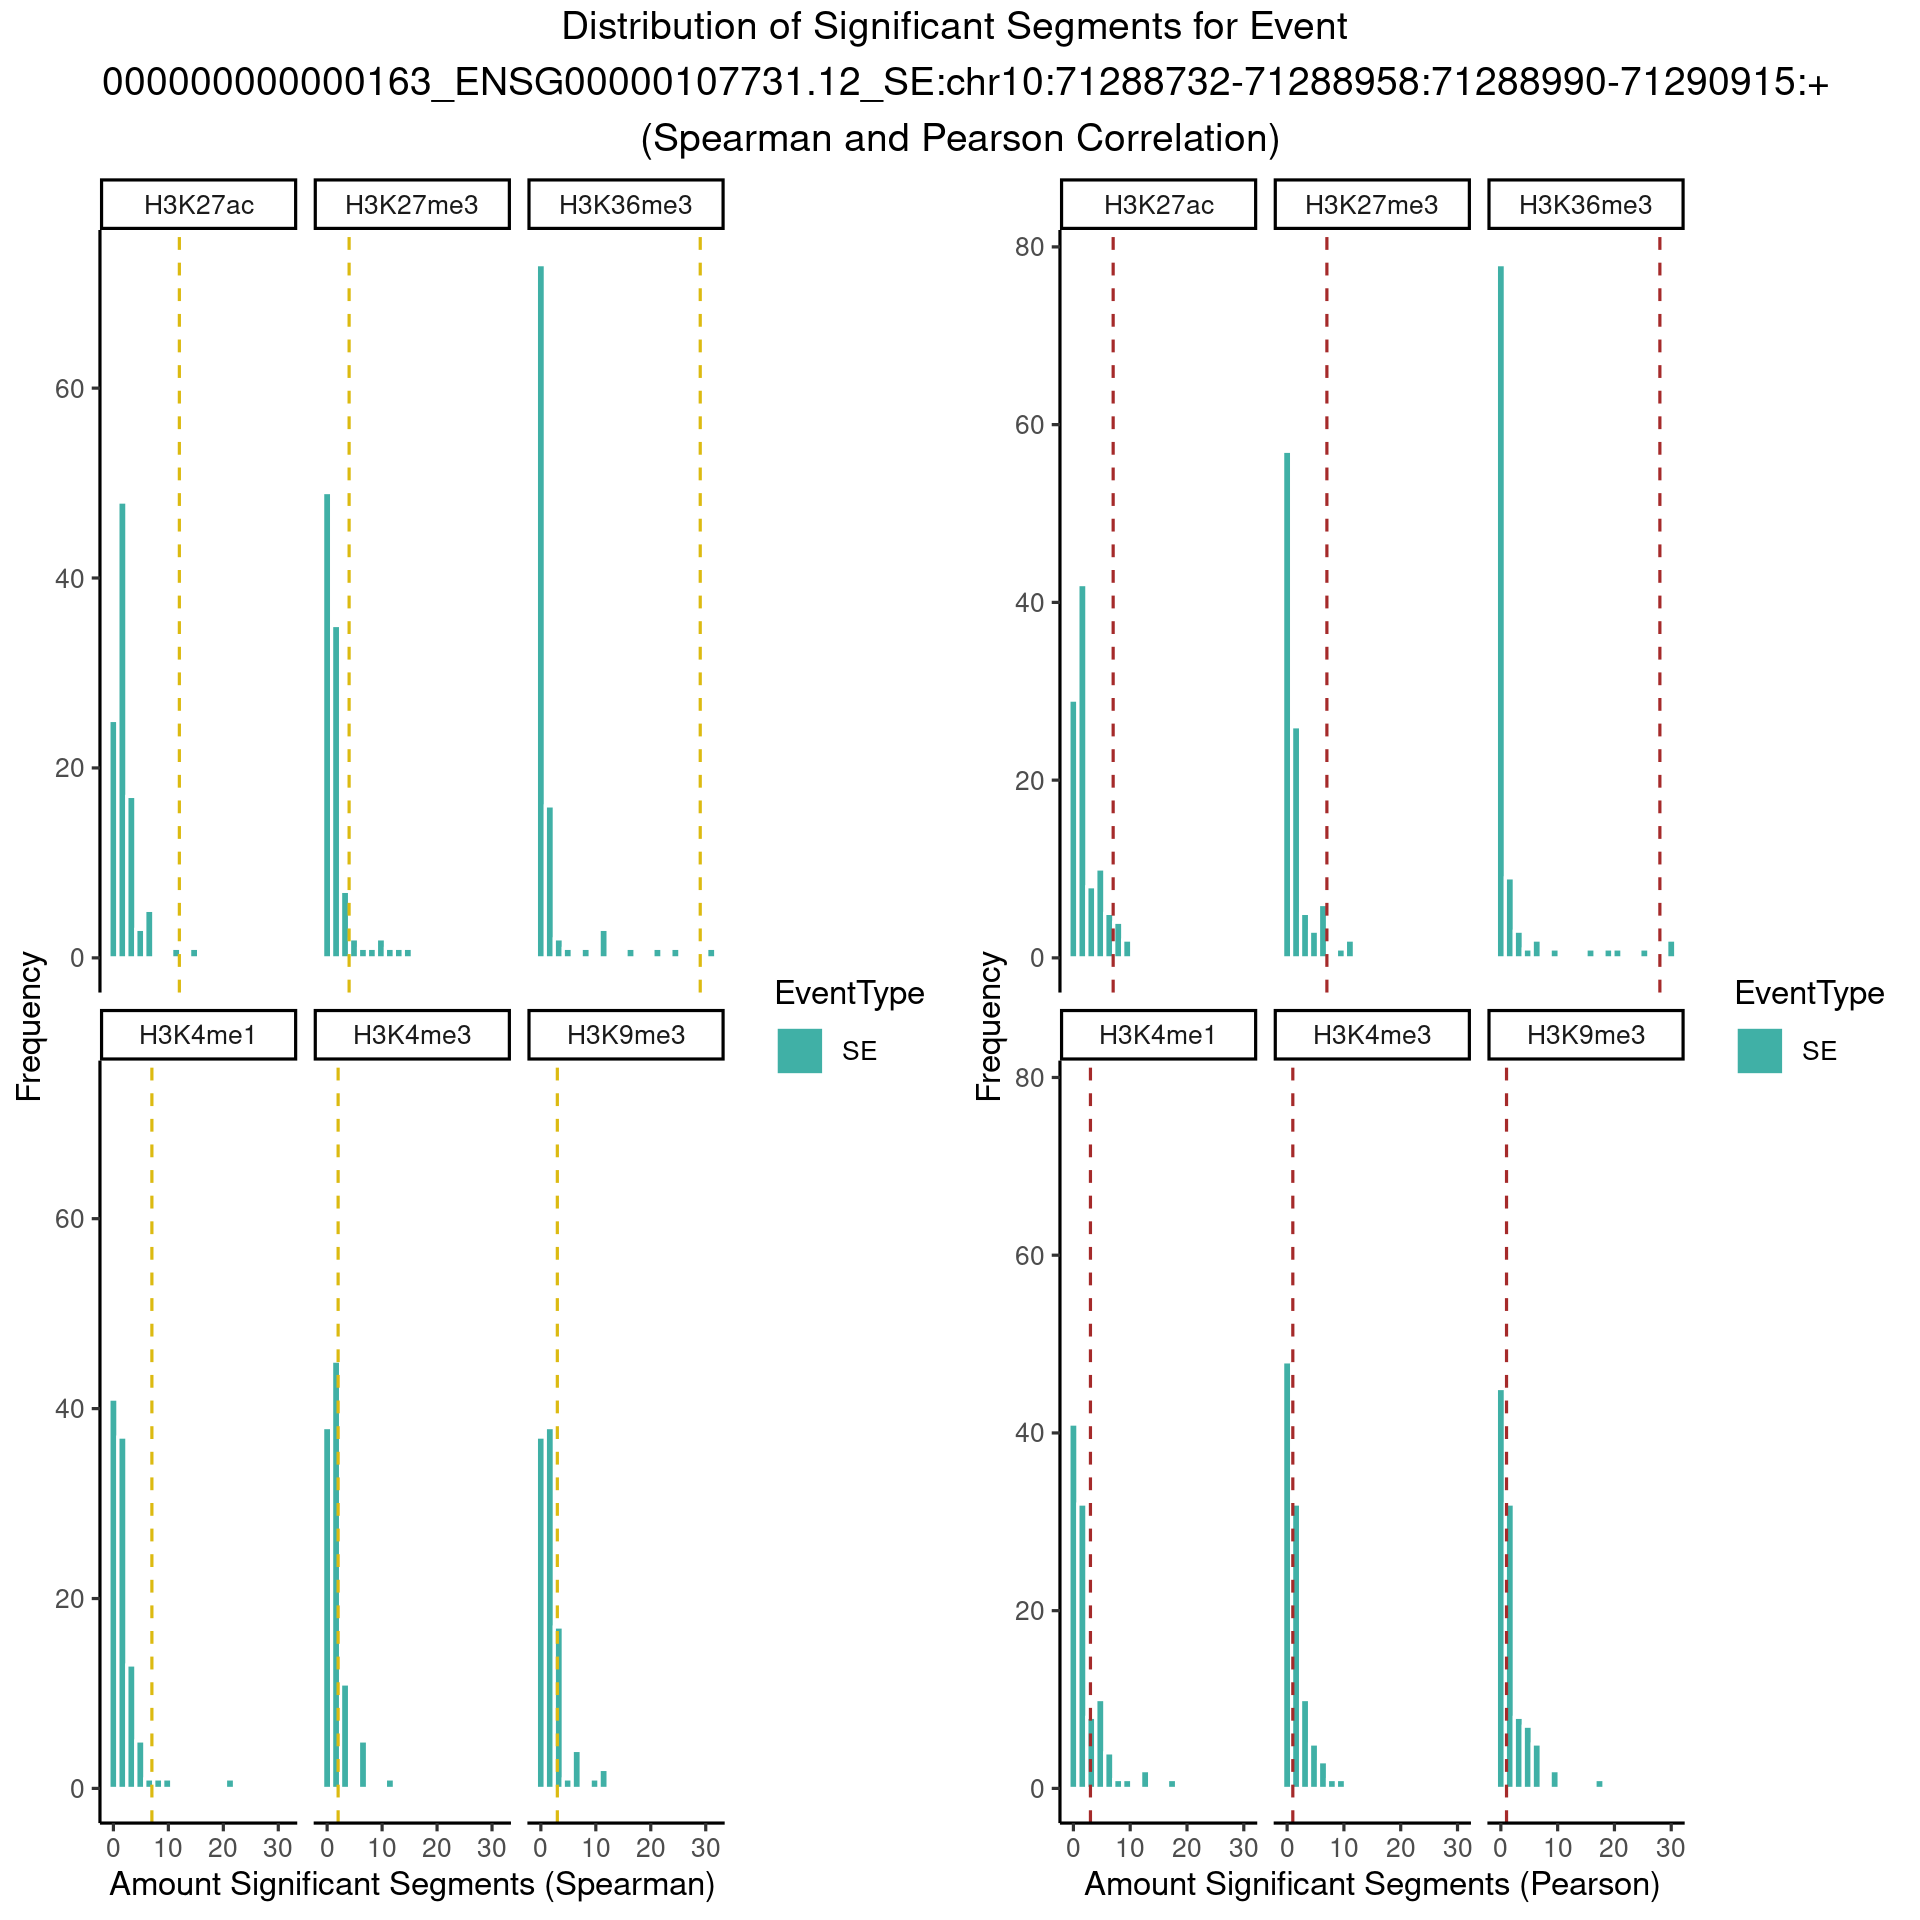 Distribution of Significant Segments for Event
000000000000163_ENSG00000107731.12_SE:chr10:71288732-71288958:71288990-71290915:+
(Spearman and Pearson Correlation)
H3K27ac H3K27me3 H3K36me3
60
40
20
0
H3K4me1 H3K4me3 H3K9me3
60
40
20
0
0 10 20 30 0 10 20 30 0 10 20 30
Amount Significant Segments (Spearman)
Frequency
EventType
SE
H3K27ac H3K27me3 H3K36me3
80
60
40
20
0
H3K4me1 H3K4me3 H3K9me3
80
60
40
20
0
0 10 20 30 0 10 20 30 0 10 20 30
Amount Significant Segments (Pearson)
Frequency
EventType
SE